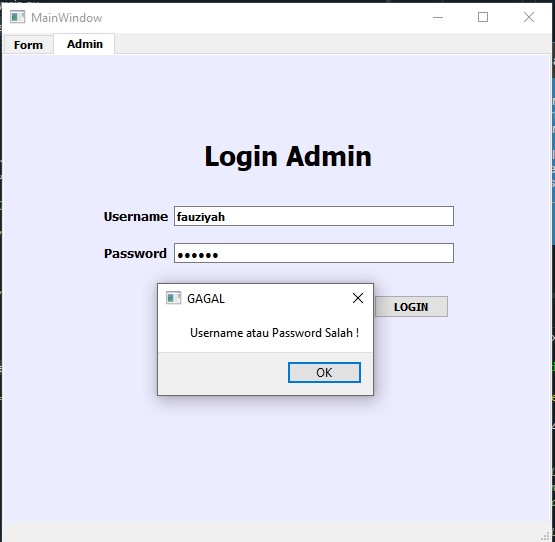 MainWindow
Form Admin
Login Admin
Username fauziyah
Password ••••••
LOGIN
GAGAL
Username atau Password Salah !
OK